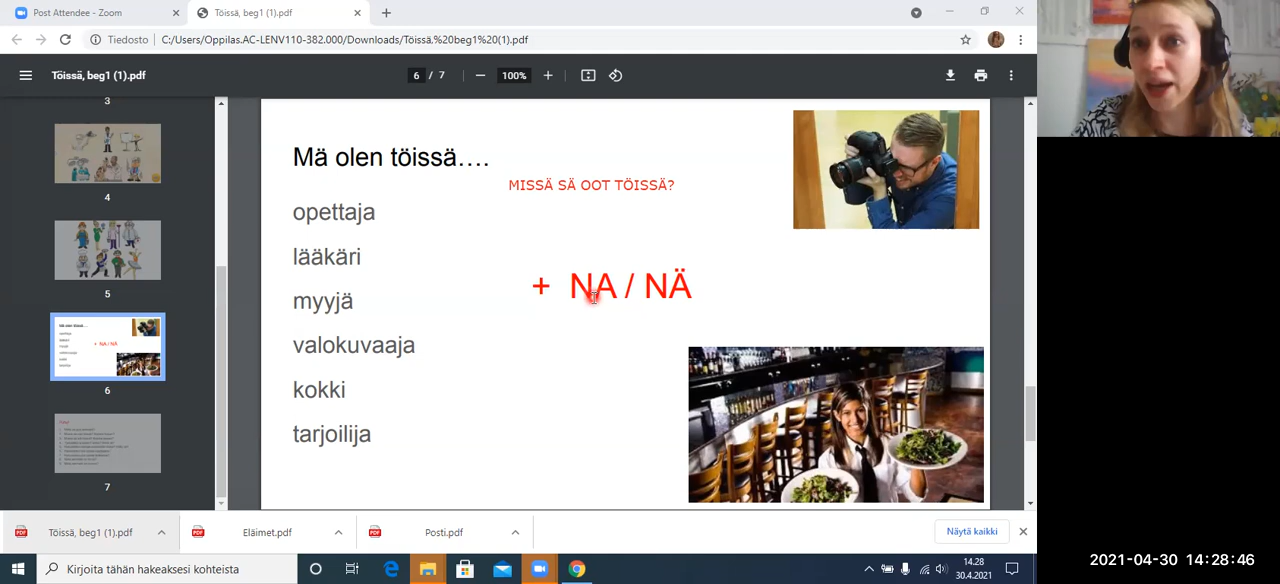 Post Attendee - Zoom
Töissä, beg1 (1).pdf
Tiedosto
C:/Users/Oppilas.AC-LENV110-382.000/Downloads/Töissä,%20beg1%20(1).pdf
Töissä, beg1 (1).pdf
6 / 7
100%
3
4
5
6
7
Mä olen töissä....
MISSÄ SÄ OOT TÖISSÄ?
opettaja
lääkäri
myyjä
valokuvaaja
kokki
tarjoilija
+ NA / NÄ
Töissä, beg1 (1).pdf
Eläimet.pdf
Posti.pdf
Näytä kaikki
Kirjoita tähän hakeaksesi kohteista
14.28
30.4.2021
2021-04-30 14:28:46